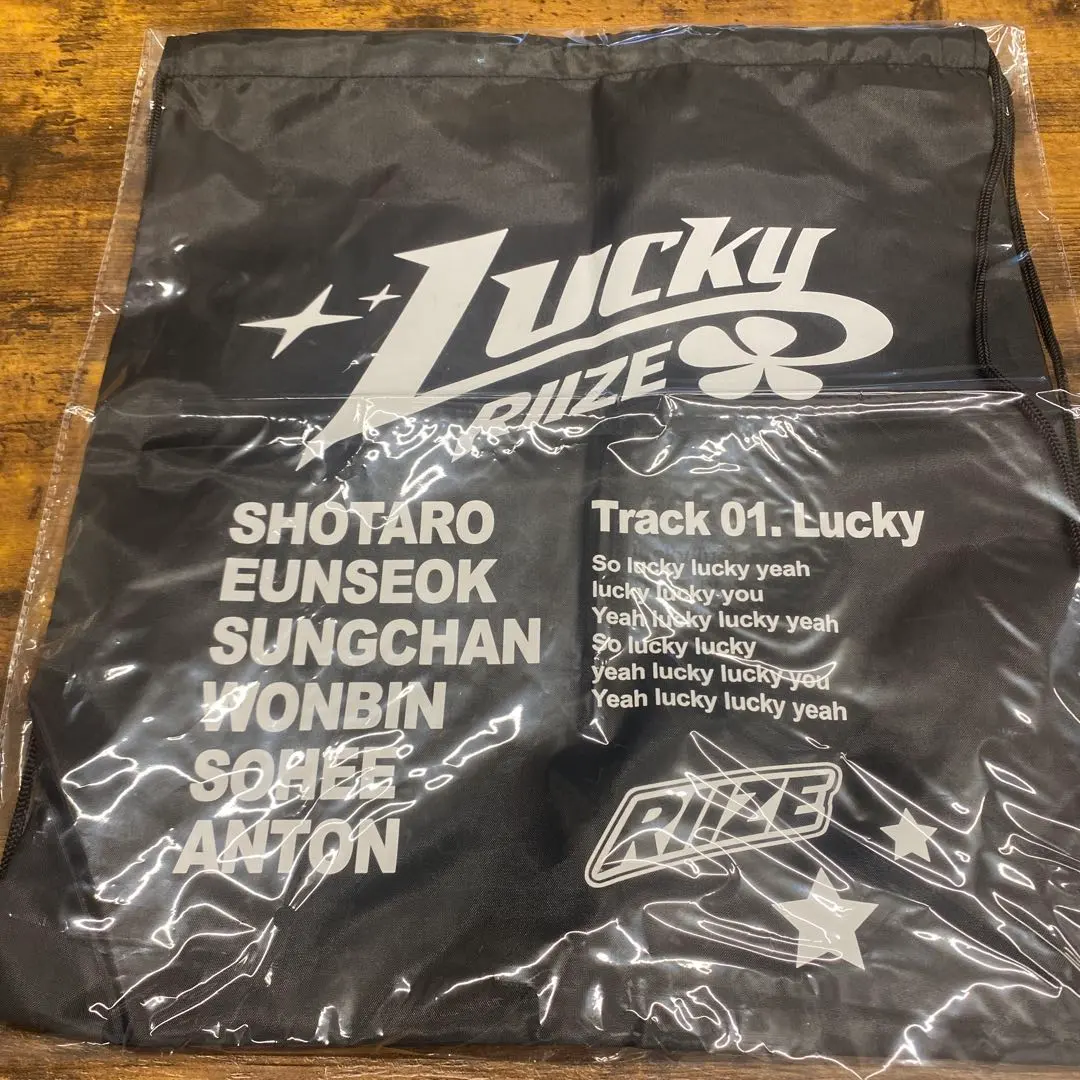 Lucky
RIIZE
SHOTARO
EUNSEOK
SUNGCHAN
WONBIN
SOHEE
ANTON
Track 01. Lucky
So lucky lucky yeah
lucky lucky you
Yeah lucky lucky yeah
So lucky lucky
yeah lucky lucky you
Yeah lucky lucky yeah
RIIZE